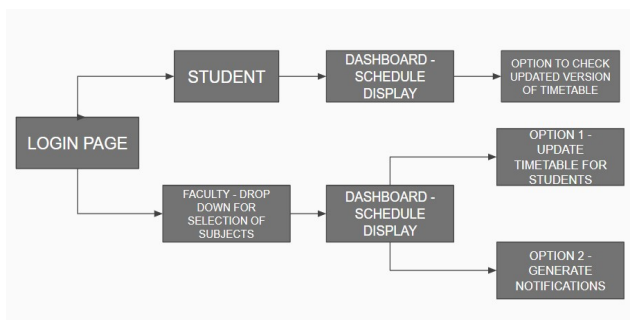 STUDENT
DASHBOARD -
SCHEDULE
DISPLAY
OPTION TO CHECK
UPDATED VERSION
OF TIMETABLE
LOGIN PAGE
FACULTY - DROP
DOWN FOR
SELECTION OF
SUBJECTS
DASHBOARD -
SCHEDULE
DISPLAY
OPTION 1 -
UPDATE
TIMETABLE FOR
STUDENTS
OPTION 2 -
GENERATE
NOTIFICATIONS